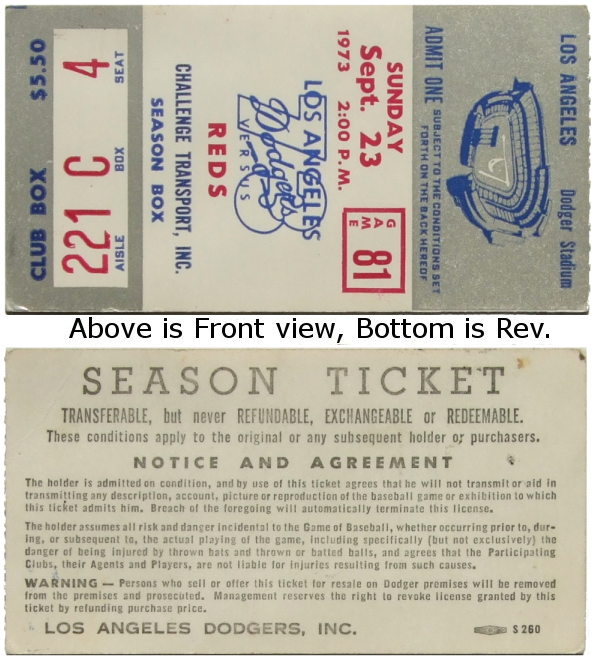 CLUB BOX $5.50
221 C 4
AISLE BOX SEAT
SEASON BOX
CHALLENGE TRANSPORT, INC.
REDS
VERSUS
Dodgers
LOS ANGELES
1973 2:00 P.M.
Sept. 23
SUNDAY
GAME
81
ADMIT ONE
SUBJECT TO THE CONDITIONS SET
FORTH ON THE BACK HEREOF
LOS ANGELES Dodger Stadium
Above is Front view, Bottom is Rev.
SEASON TICKET
TRANSFERABLE, but never REFUNDABLE, EXCHANGEABLE or REDEEMABLE.
These conditions apply to the original or any subsequent holder or purchasers.
NOTICE AND AGREEMENT
The holder is admitted on condition, and by use of this ticket agrees that he will not transmit or aid in
transmitting any description, account, picture or reproduction of the baseball game or exhibition to which
this ticket admits him. Breach of the foregoing will automatically terminate this license.
The holder assumes all risk and danger incidental to the Game of Baseball, whether occurring prior to, dur-
ing, or subsequent to, the actual playing of the game, including specifically (but not exclusively) the
danger of being injured by thrown bats and thrown or batted balls, and agrees that the Participating
Clubs, their Agents and Players, are not liable for injuries resulting from such causes.
WARNING — Persons who sell or offer this ticket for resale on Dodger premises will be removed
from the premises and prosecuted. Management reserves the right to revoke license granted by this
ticket by refunding purchase price.
LOS ANGELES DODGERS, INC. S 260